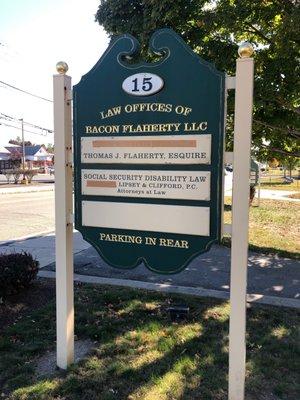 15
LAW OFFICES OF
BACON FLAHERTY LLC
THOMAS J. FLAHERTY, ESQUIRE
SOCIAL SECURITY DISABILITY LAW
LIPSEY & CLIFFORD, P.C.
Attorneys at Law
PARKING IN REAR